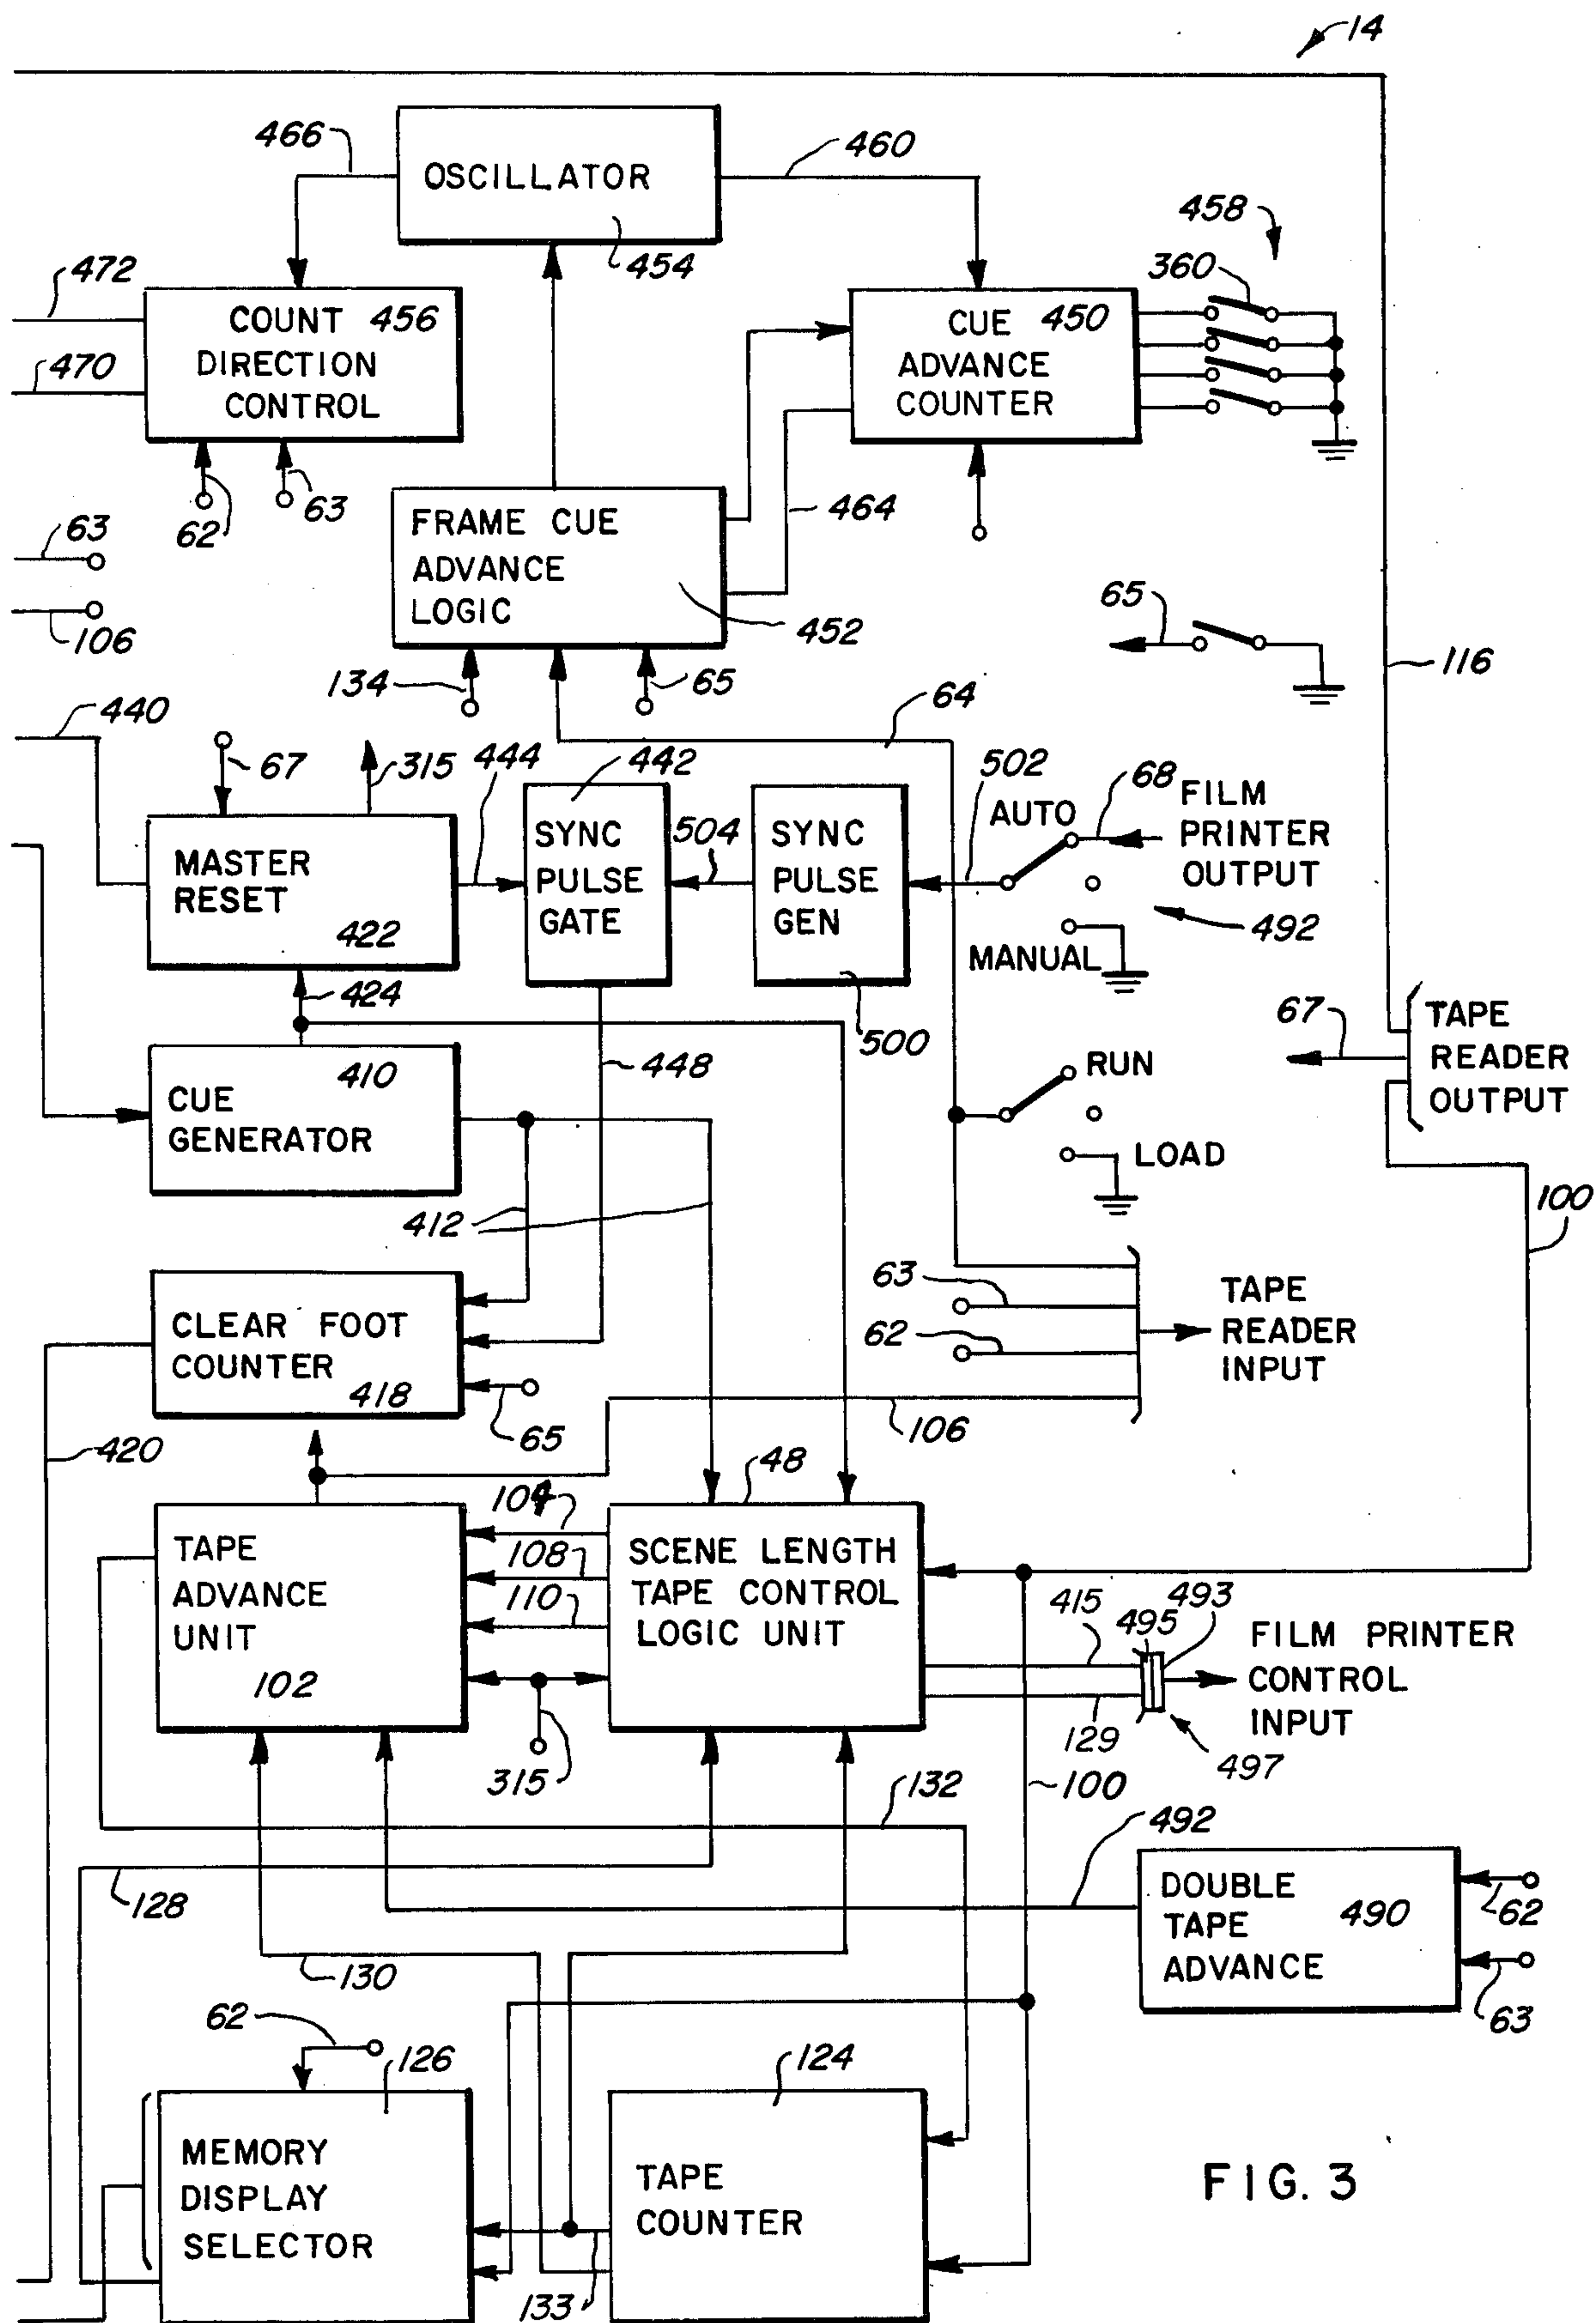 14
466
460
OSCILLATOR
454
458
360
472
470
COUNT 456
DIRECTION
CONTROL
CUE 450
ADVANCE
COUNTER
62
63
63
106
FRAME CUE
ADVANCE
LOGIC
452
464
65
116
134
65
64
440
67
315
444
442
504
502
68
AUTO
FILM
PRINTER
OUTPUT
492
MANUAL
MASTER
RESET
422
SYNC
PULSE
GATE
SYNC
PULSE
GEN
500
424
448
67
TAPE
READER
OUTPUT
410
CUE
GENERATOR
RUN
LOAD
412
100
63
62
TAPE
READER
INPUT
CLEAR FOOT
COUNTER
418
65
106
420
48
104
108
110
TAPE
ADVANCE
UNIT
102
SCENE LENGTH
TAPE CONTROL
LOGIC UNIT
415
495
493
FILM PRINTER
CONTROL
INPUT
129
497
315
100
132
492
128
DOUBLE
TAPE 490
ADVANCE
62
63
130
62
126
124
MEMORY
DISPLAY
SELECTOR
TAPE
COUNTER
133
FIG. 3